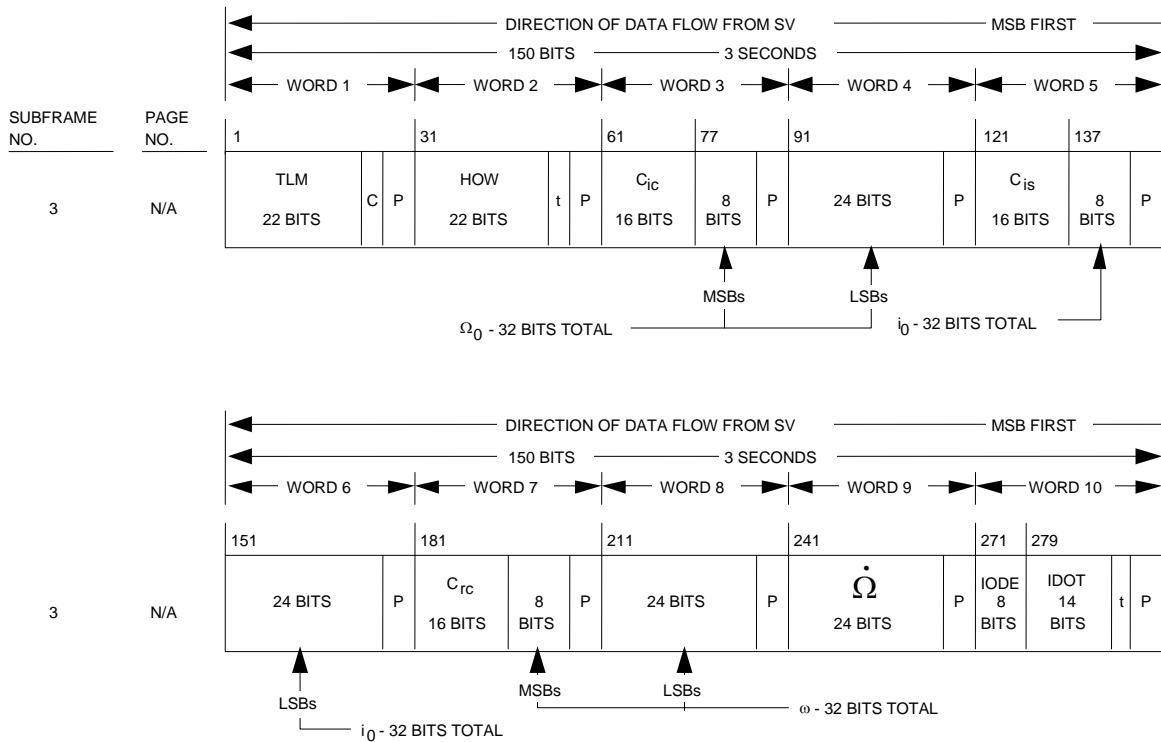 DIRECTION OF DATA FLOW FROM SV MSB FIRST
150 BITS 3 SECONDS
WORD 1 WORD 2 WORD 3 WORD 4 WORD 5
SUBFRAME NO. PAGE NO.
1 31 61 77 91 121 137
3 N/A
TLM 22 BITS C P HOW 22 BITS t P C_ic 16 BITS 8 BITS P 24 BITS P C_is 16 BITS 8 BITS P
MSBs LSBs
Ω_0 - 32 BITS TOTAL i_0 - 32 BITS TOTAL
DIRECTION OF DATA FLOW FROM SV MSB FIRST
150 BITS 3 SECONDS
WORD 6 WORD 7 WORD 8 WORD 9 WORD 10
151 181 211 241 271 279
3 N/A
24 BITS P C_rc 16 BITS 8 BITS P 24 BITS P Ω̇ 24 BITS P IODE 8 BITS IDOT 14 BITS t P
LSBs MSBs LSBs
i_0 - 32 BITS TOTAL ω - 32 BITS TOTAL